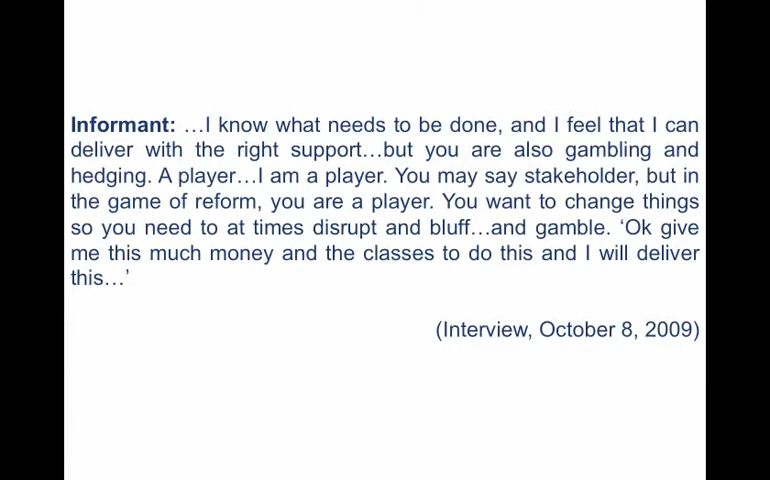 Informant: …I know what needs to be done, and I feel that I can
deliver with the right support…but you are also gambling and
hedging. A player…I am a player. You may say stakeholder, but in
the game of reform, you are a player. You want to change things
so you need to at times disrupt and bluff…and gamble. ‘Ok give
me this much money and the classes to do this and I will deliver
this…’
(Interview, October 8, 2009)